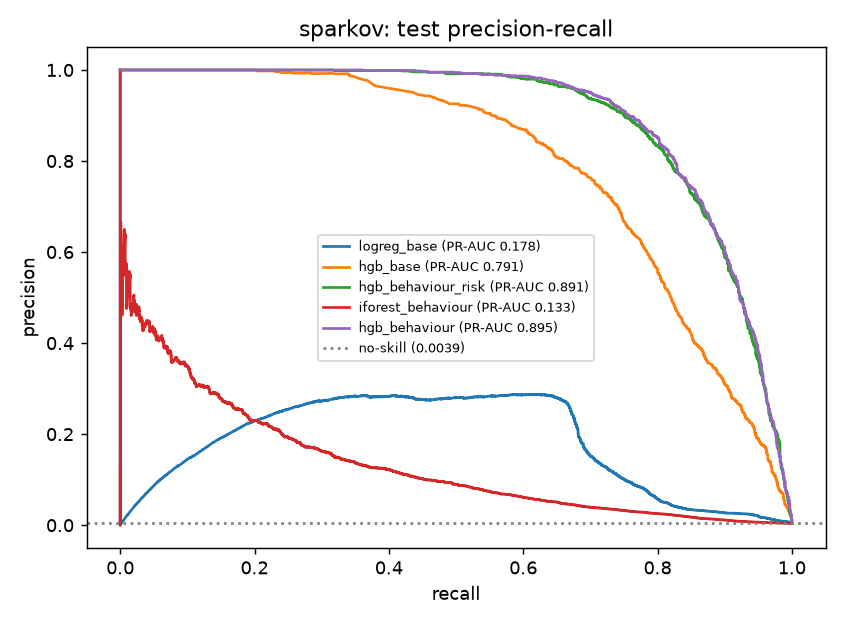 sparkov: test precision-recall
precision
1.0
0.8
0.6
0.4
0.2
0.0
logreg_base (PR-AUC 0.178)
hgb_base (PR-AUC 0.791)
hgb_behaviour_risk (PR-AUC 0.891)
iforest_behaviour (PR-AUC 0.133)
hgb_behaviour (PR-AUC 0.895)
no-skill (0.0039)
0.0 0.2 0.4 0.6 0.8 1.0
recall